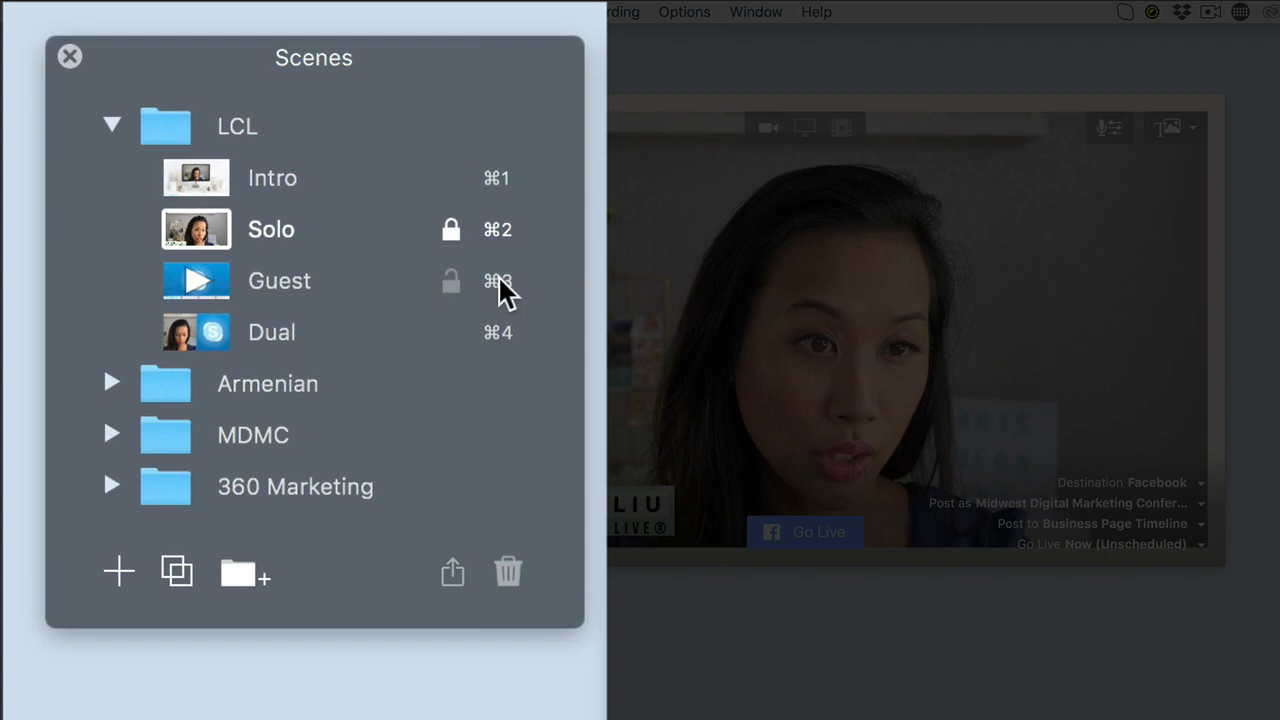 Options Window Help
Scenes
LCL
Intro ⌘1
Solo ⌘2
Guest
Dual ⌘4
Armenian
MDMC
360 Marketing
LIU
LIVE®
Destination Facebook
Post as Midwest Digital Marketing Confer...
Post to Business Page Timeline
Go Live Now (Unscheduled)
Go Live